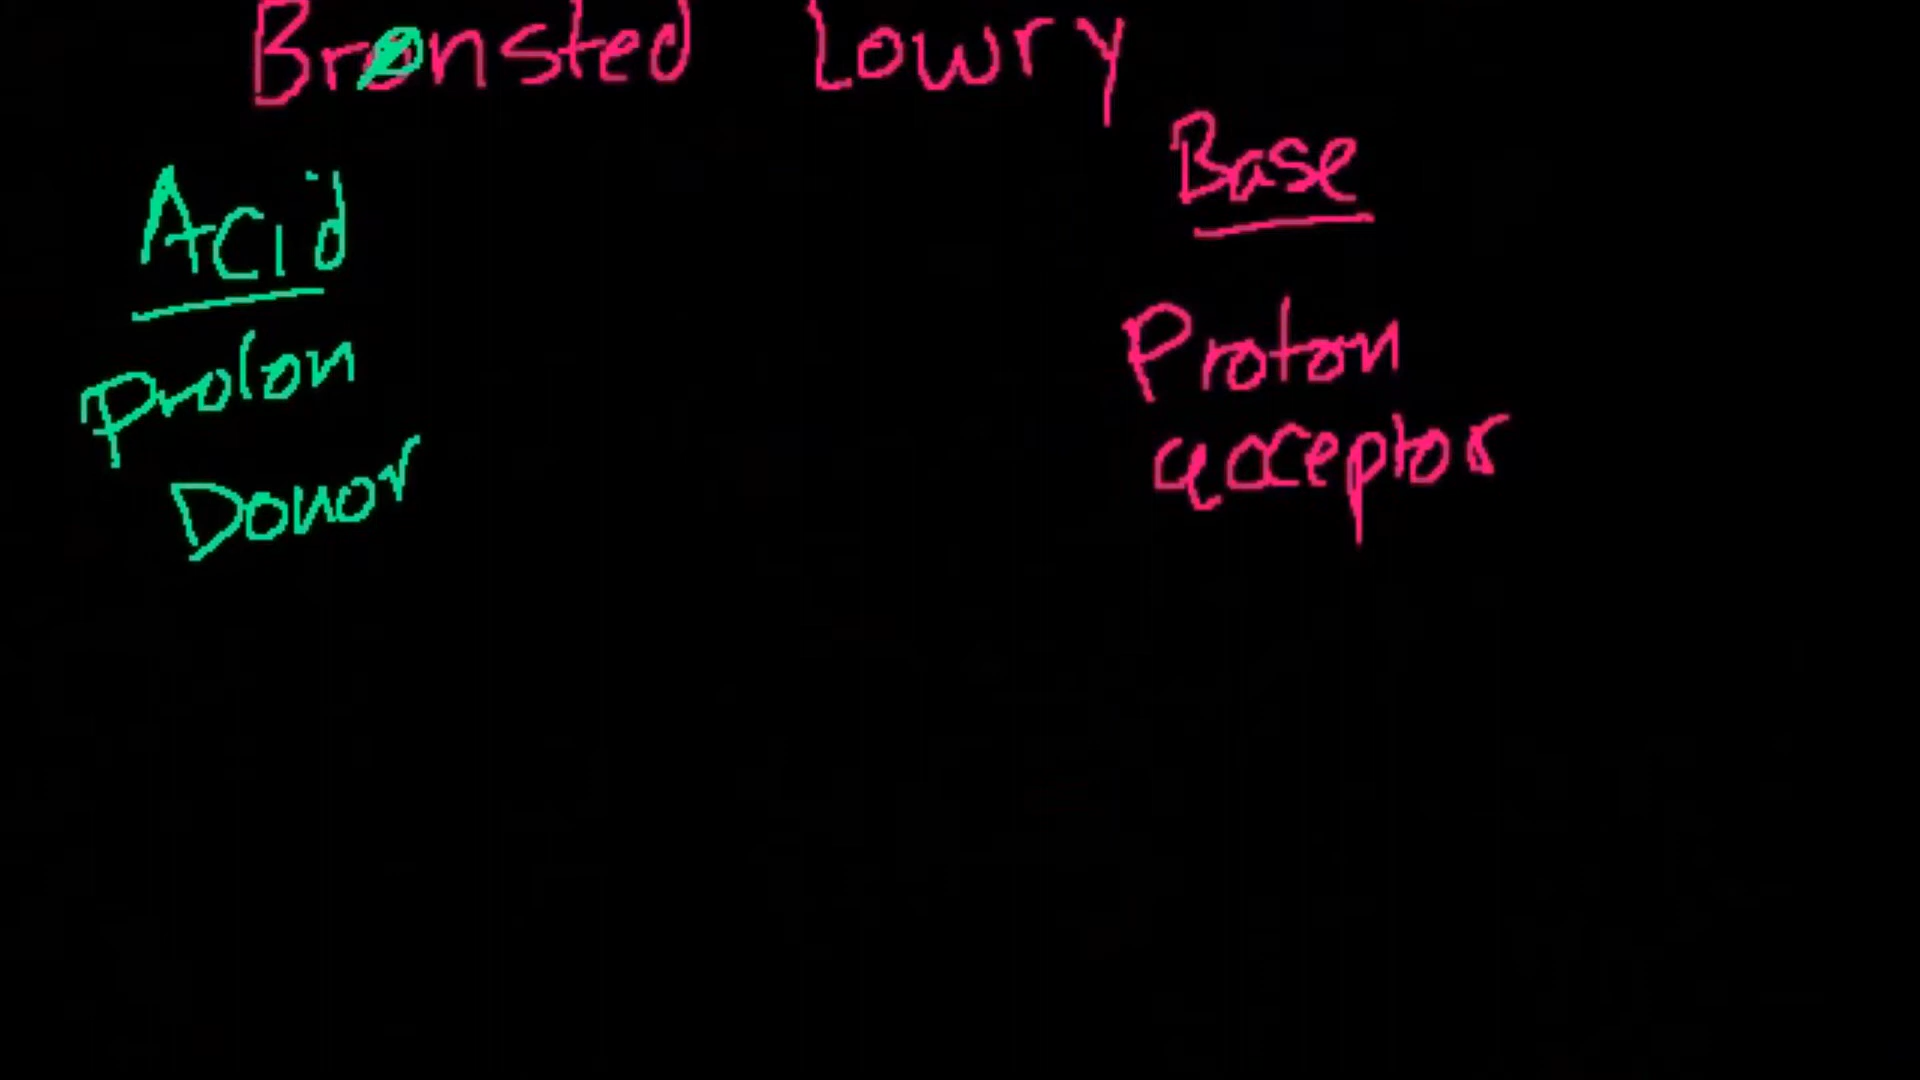 Brønsted Lowry
Acid
Proton
Donor
Base
Proton
acceptor